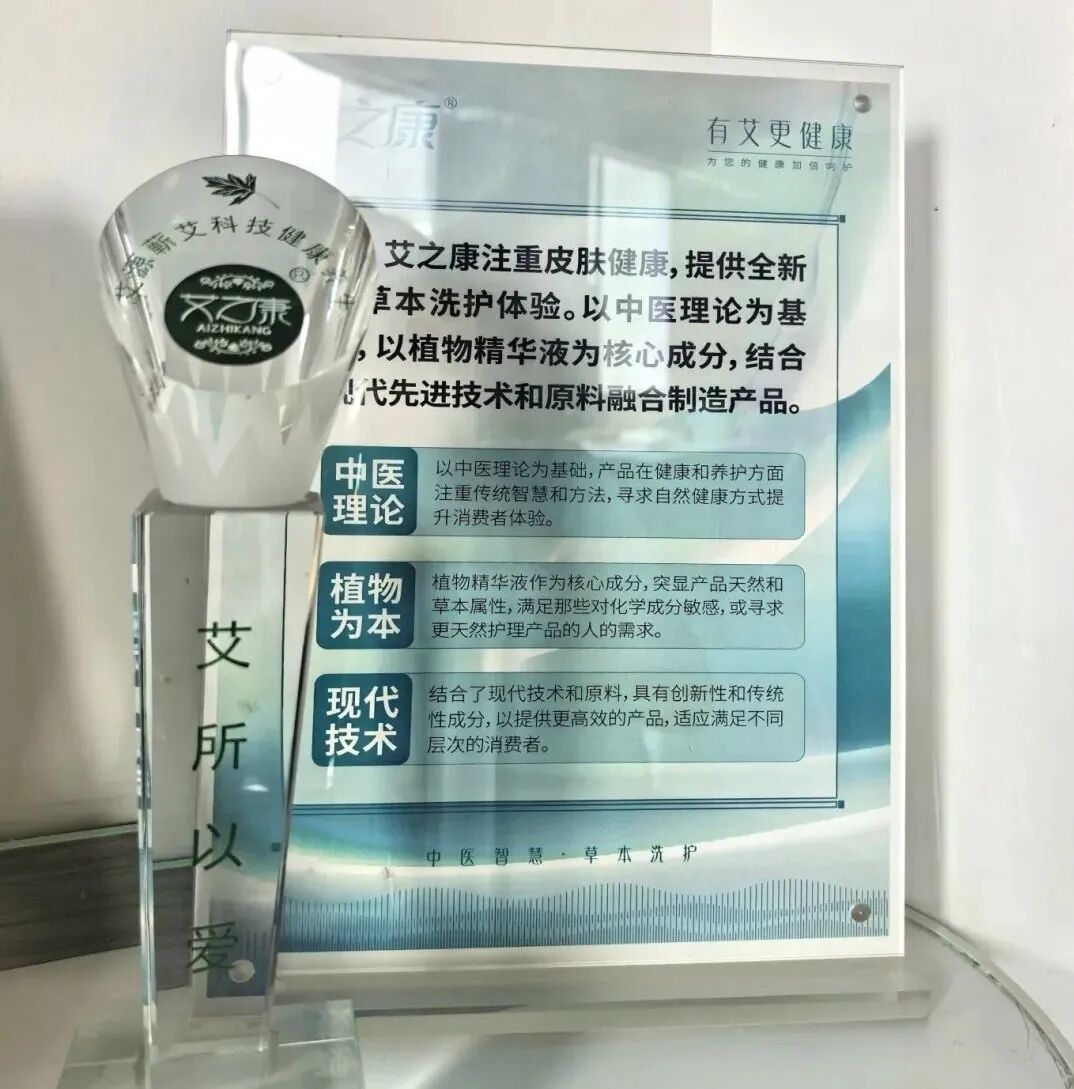 之康®
有艾更健康
为您的健康加倍呵护
艾之康注重皮肤健康，提供全新
草本洗护体验。以中医理论为基
，以植物精华液为核心成分，结合
现代先进技术和原料融合制造产品。
中医
理论
以中医理论为基础，产品在健康和养护方面
注重传统智慧和方法，寻求自然健康方式提
升消费者体验。
植物
为本
植物精华液作为核心成分，突显产品天然和
草本属性，满足那些对化学成分敏感，或寻求
更天然护理产品的人的需求。
现代
技术
结合了现代技术和原料，具有创新性和传统
性成分，以提供更高效的产品，适应满足不同
层次的消费者。
中医智慧·草本洗护
蕲艾科技健康
艾之康®
AIZHIKANG
艾所以爱